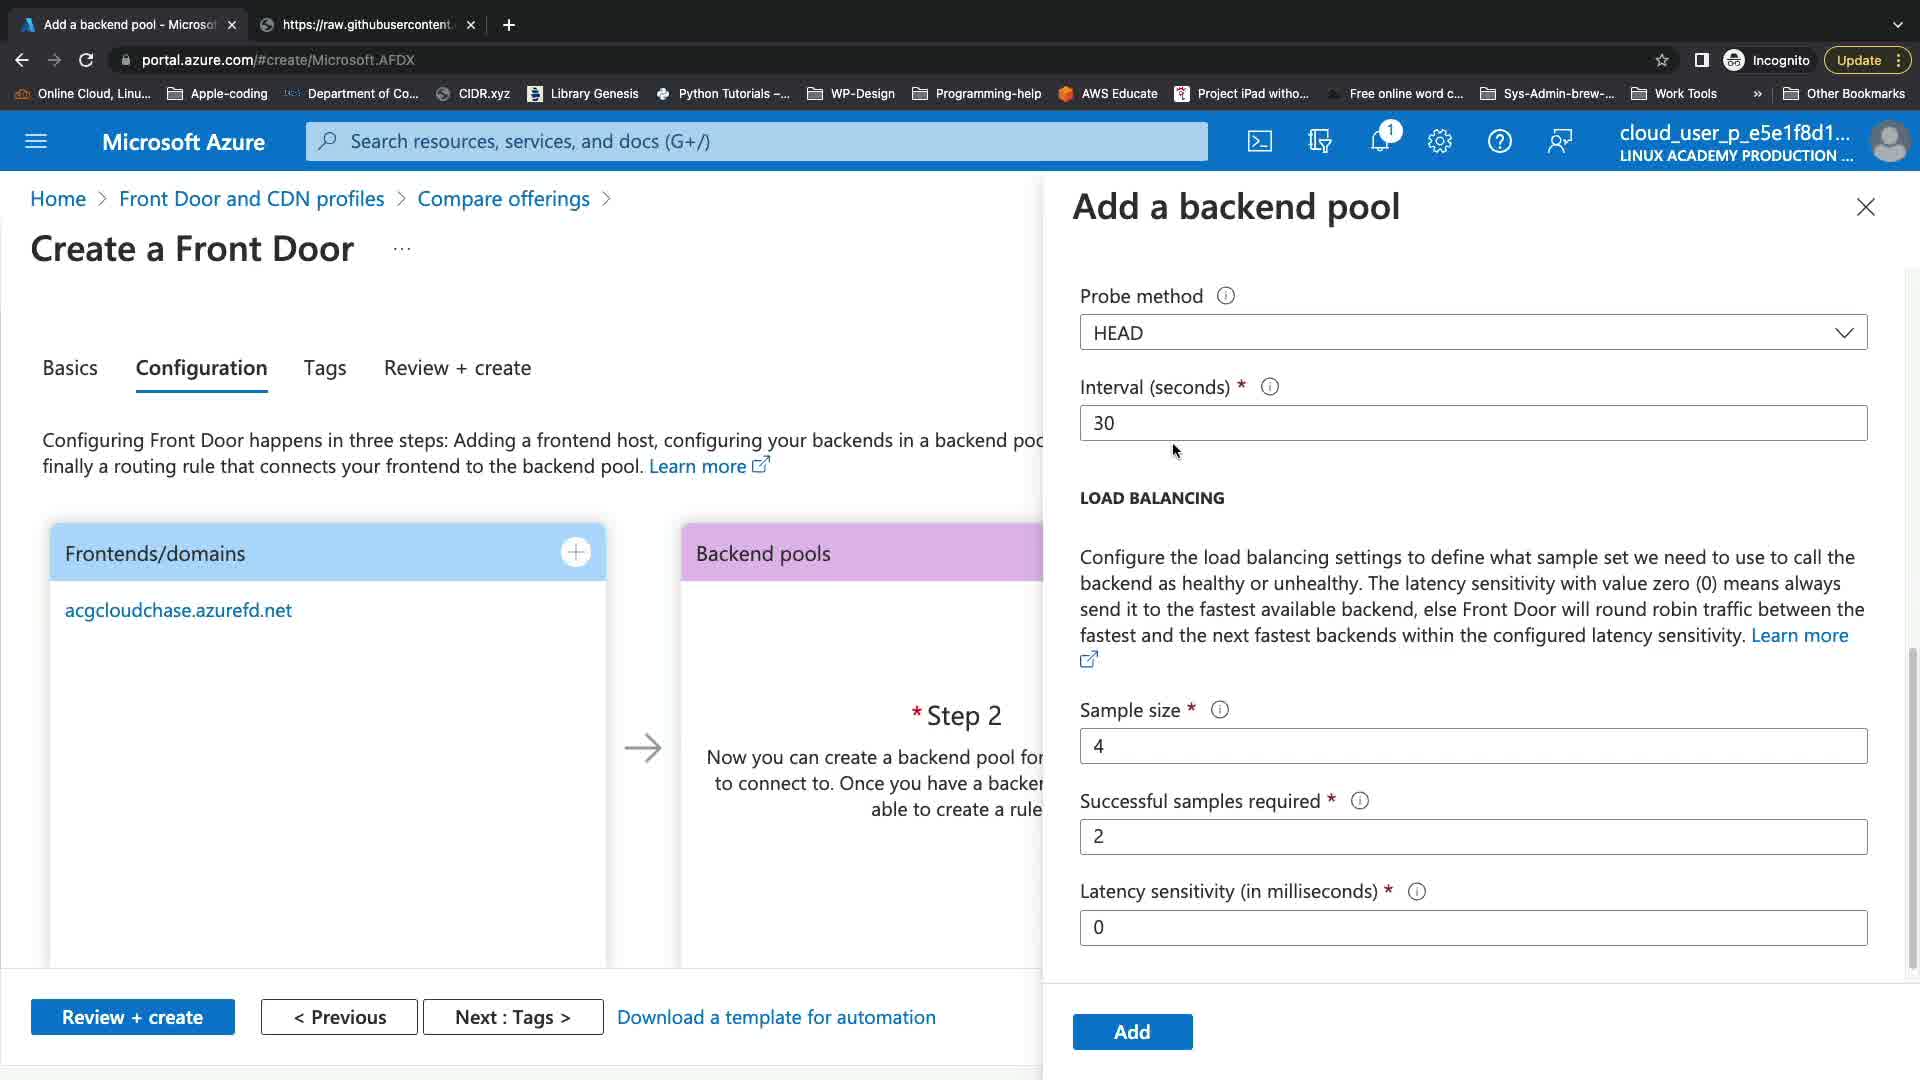 Add a backend pool - Microsof
https://raw.githubusercontent.
portal.azure.com/#create/Microsoft.AFDX
Incognito
Update
Online Cloud, Linu...
Apple-coding
Department of Co...
CIDR.xyz
Library Genesis
Python Tutorials –...
WP-Design
Programming-help
AWS Educate
Project iPad witho...
Free online word c...
Sys-Admin-brew-...
Work Tools
»
Other Bookmarks
Microsoft Azure
Search resources, services, and docs (G+/)
1
cloud_user_p_e5e1f8d1...
LINUX ACADEMY PRODUCTION ...
Home > Front Door and CDN profiles > Compare offerings >
Create a Front Door ...
Basics
Configuration
Tags
Review + create
Configuring Front Door happens in three steps: Adding a frontend host, configuring your backends in a backend poo
finally a routing rule that connects your frontend to the backend pool. Learn more
Frontends/domains
acgcloudchase.azurefd.net
Backend pools
* Step 2
Now you can create a backend pool for
to connect to. Once you have a backen
able to create a rule
Review + create
< Previous
Next : Tags >
Download a template for automation
Add a backend pool
Probe method
HEAD
Interval (seconds) *
30
LOAD BALANCING
Configure the load balancing settings to define what sample set we need to use to call the
backend as healthy or unhealthy. The latency sensitivity with value zero (0) means always
send it to the fastest available backend, else Front Door will round robin traffic between the
fastest and the next fastest backends within the configured latency sensitivity. Learn more
Sample size *
4
Successful samples required *
2
Latency sensitivity (in milliseconds) *
0
Add